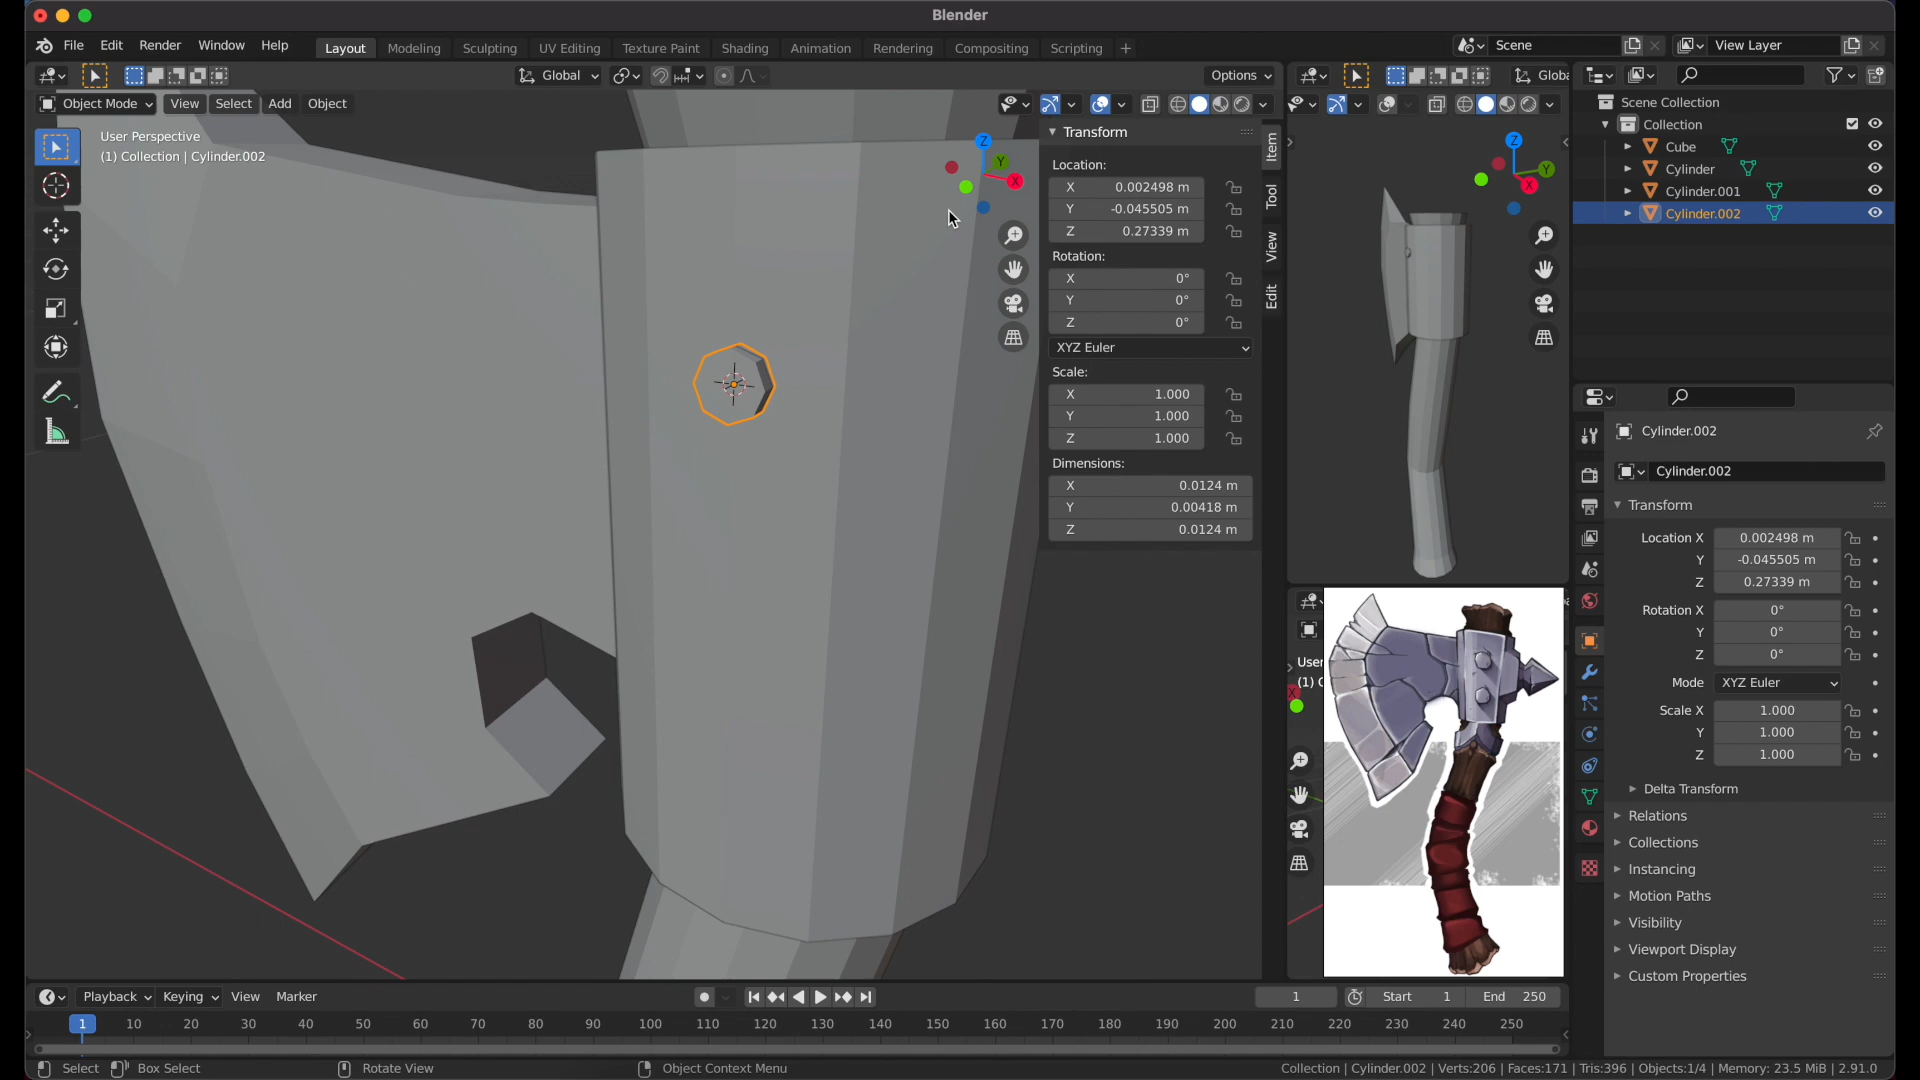 Blender
File Edit Render Window Help Layout Modeling Sculpting UV Editing Texture Paint Shading Animation Rendering Compositing Scripting + Scene View Layer
Global Options Globa
Object Mode View Select Add Object
User Perspective
(1) Collection | Cylinder.002
Z
Y
X
Transform
Location:
X 0.002498 m
Y -0.045505 m
Z 0.27339 m
Rotation:
X 0°
Y 0°
Z 0°
XYZ Euler
Scale:
X 1.000
Y 1.000
Z 1.000
Dimensions:
X 0.0124 m
Y 0.00418 m
Z 0.0124 m
Item
Tool
View
Edit
Z
Y
X
User
(1) C
X
Scene Collection
Collection
Cube
Cylinder
Cylinder.001
Cylinder.002
Cylinder.002
Cylinder.002
Transform
Location X 0.002498 m
Y -0.045505 m
Z 0.27339 m
Rotation X 0°
Y 0°
Z 0°
Mode XYZ Euler
Scale X 1.000
Y 1.000
Z 1.000
Delta Transform
Relations
Collections
Instancing
Motion Paths
Visibility
Viewport Display
Custom Properties
Playback Keying View Marker 1 Start 1 End 250
1 10 20 30 40 50 60 70 80 90 100 110 120 130 140 150 160 170 180 190 200 210 220 230 240 250
Select Box Select Rotate View Object Context Menu Collection | Cylinder.002 | Verts:206 | Faces:171 | Tris:396 | Objects:1/4 | Memory: 23.5 MiB | 2.91.0